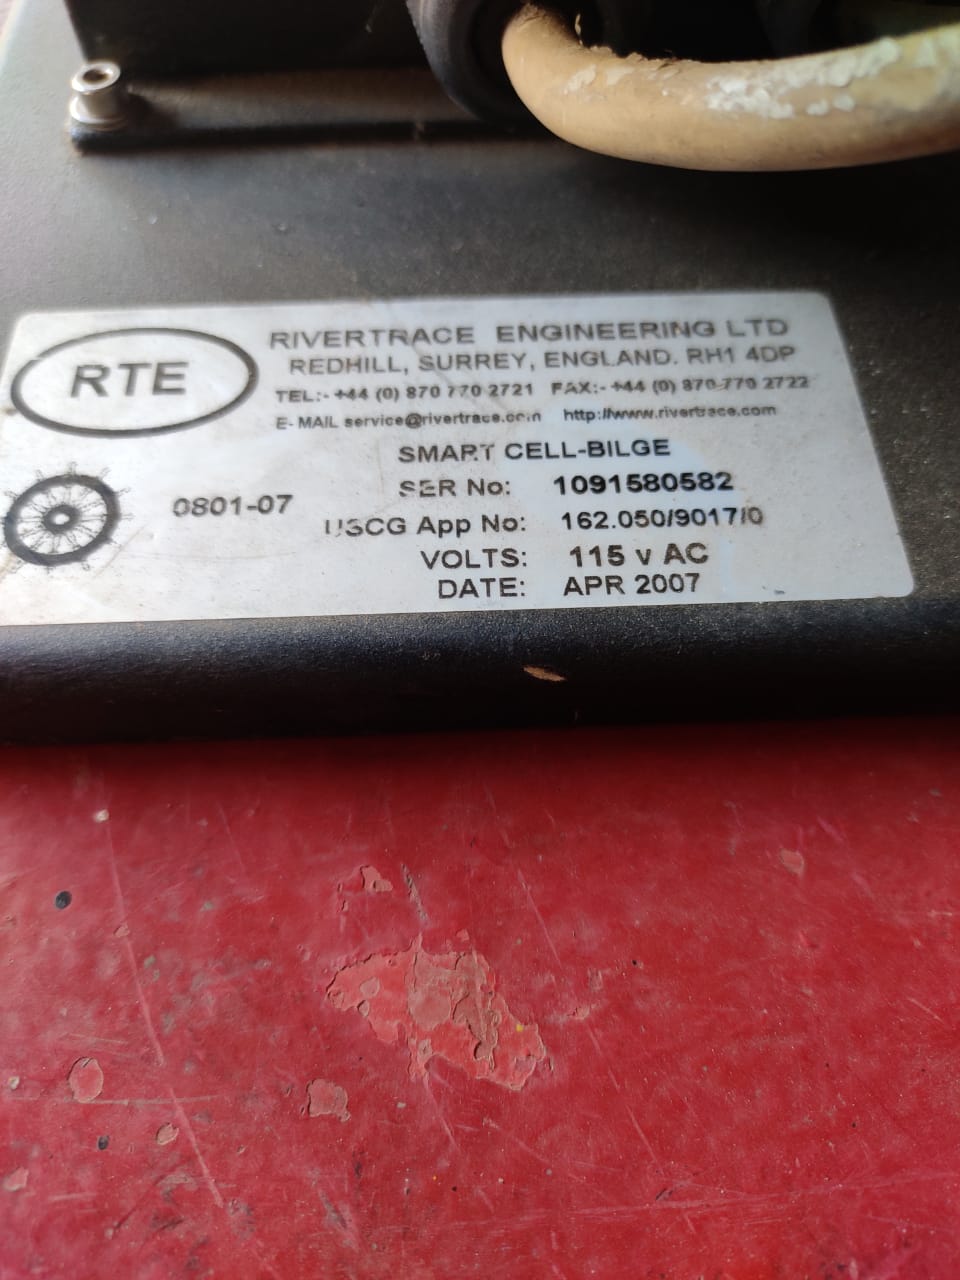 RTE
RIVERTRACE ENGINEERING LTD
REDHILL, SURREY, ENGLAND. RH1 4DP
TEL:- +44 (0) 870 770 2721 FAX:- +44 (0) 870-770 2722
E- MAIL service@rivertrace.com http://www.rivertrace.com
SMART CELL-BILGE
SER No: 1091580582
0801-07
USCG App No: 162.050/9017/0
VOLTS: 115 v AC
DATE: APR 2007